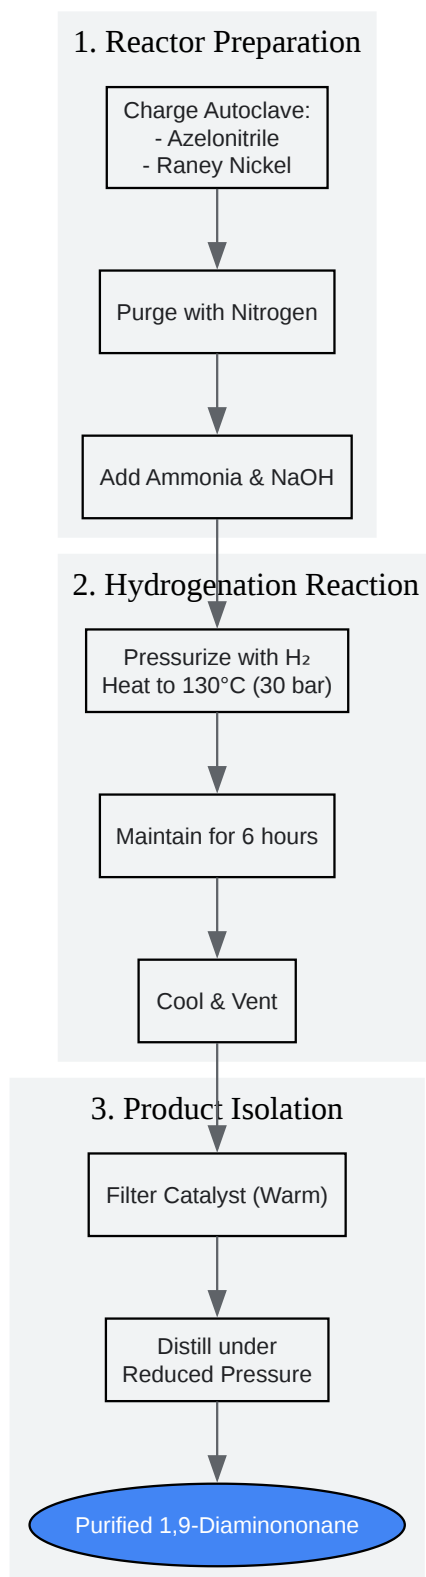 1. Reactor Preparation
Charge Autoclave:
- Azelonitrile
- Raney Nickel
Purge with Nitrogen
Add Ammonia & NaOH
2. Hydrogenation Reaction
Pressurize with H₂
Heat to 130°C (30 bar)
Maintain for 6 hours
Cool & Vent
3. Product Isolation
Filter Catalyst (Warm)
Distill under
Reduced Pressure
Purified 1,9-Diaminononane